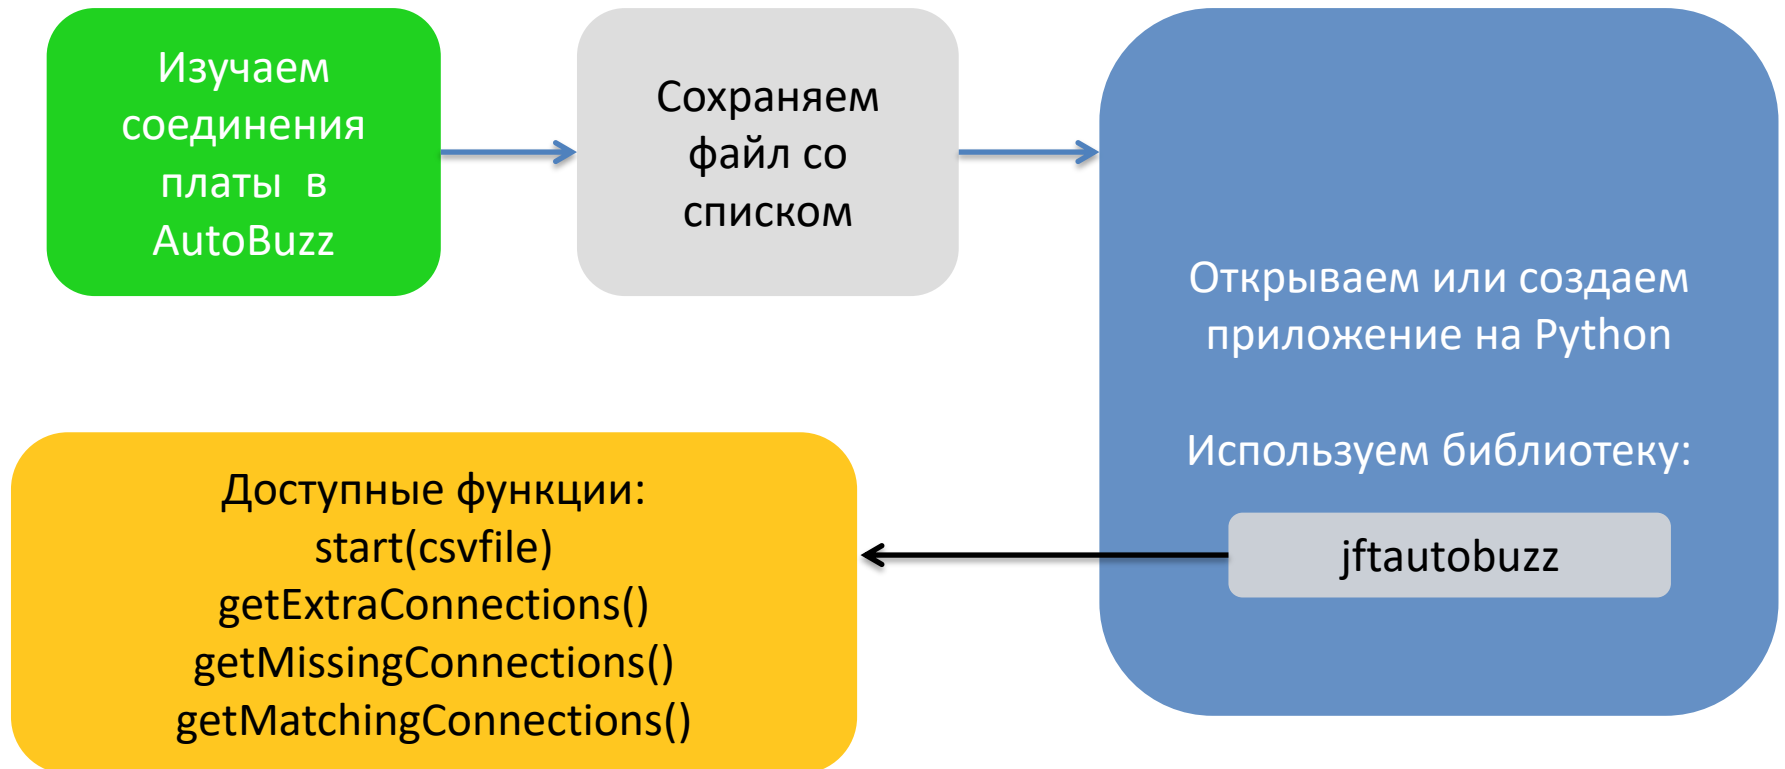 Изучаем
соединения
платы в
AutoBuzz
Сохраняем
файл со
списком
Открываем или создаем
приложение на Python
Используем библиотеку:
jftautobuzz
Доступные функции:
start(csvfile)
getExtraConnections()
getMissingConnections()
getMatchingConnections()